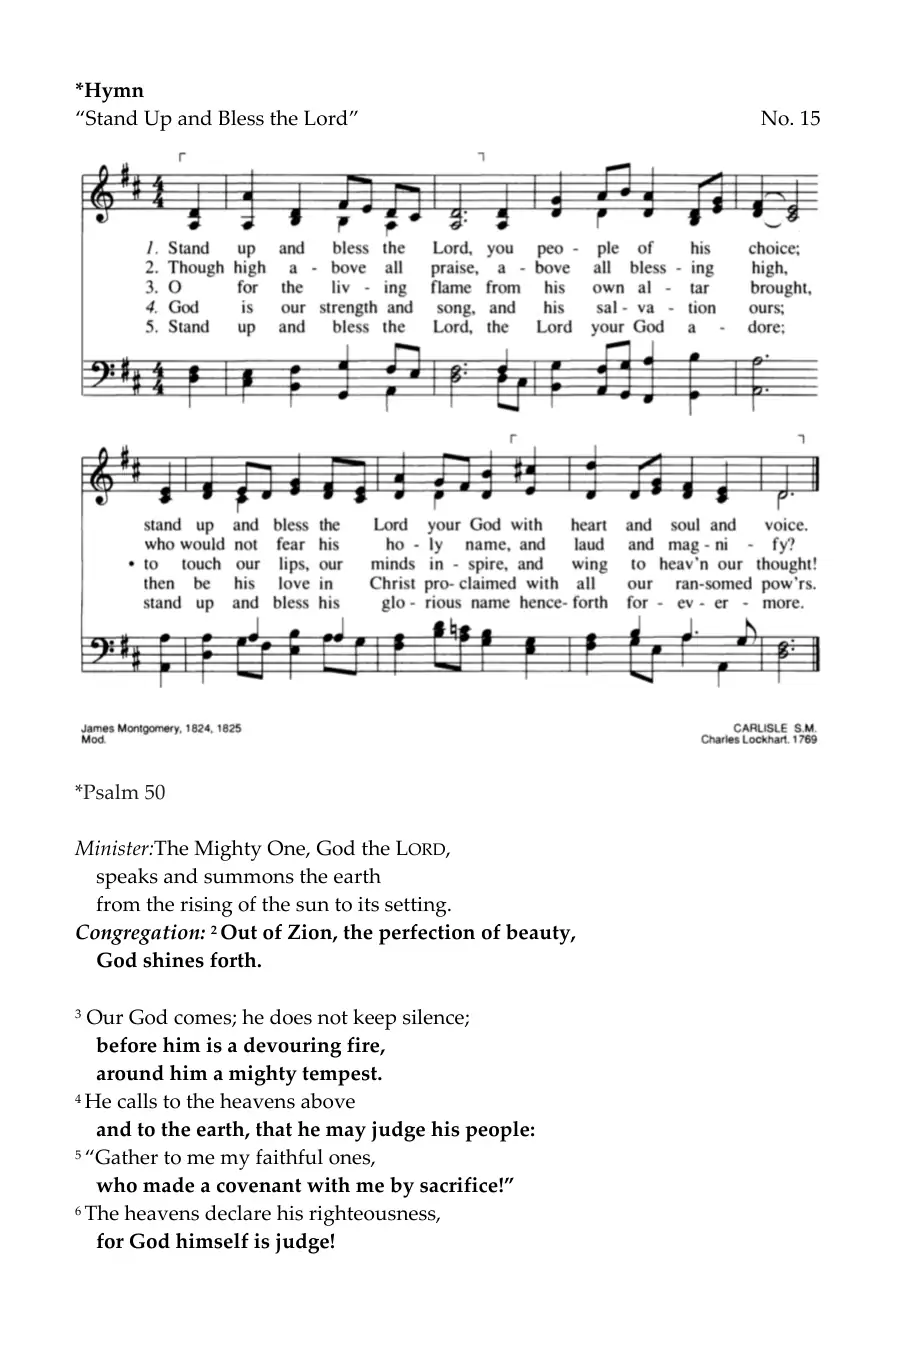 *Hymn
“Stand Up and Bless the Lord” No. 15
1. Stand up and bless the Lord, you peo - ple of his choice;
2. Though high a - bove all praise, a - bove all bless - ing high,
3. O for the liv - ing flame from his own al - tar brought,
4. God is our strength and song, and his sal - va - tion ours;
5. Stand up and bless the Lord, the Lord your God a - dore;
stand up and bless the Lord your God with heart and soul and voice.
who would not fear his ho - ly name, and laud and mag - ni - fy?
• to touch our lips, our minds in - spire, and wing to heav’n our thought!
then be his love in Christ pro- claimed with all our ran-somed pow’rs.
stand up and bless his glo - rious name hence- forth for - ev - er - more.
James Montgomery, 1824, 1825 CARLISLE S.M.
Mod. Charles Lockhart. 1769
*Psalm 50
Minister:The Mighty One, God the LORD,
speaks and summons the earth
from the rising of the sun to its setting.
Congregation: ² Out of Zion, the perfection of beauty,
God shines forth.
³ Our God comes; he does not keep silence;
before him is a devouring fire,
around him a mighty tempest.
⁴ He calls to the heavens above
and to the earth, that he may judge his people:
⁵ “Gather to me my faithful ones,
who made a covenant with me by sacrifice!”
⁶ The heavens declare his righteousness,
for God himself is judge!